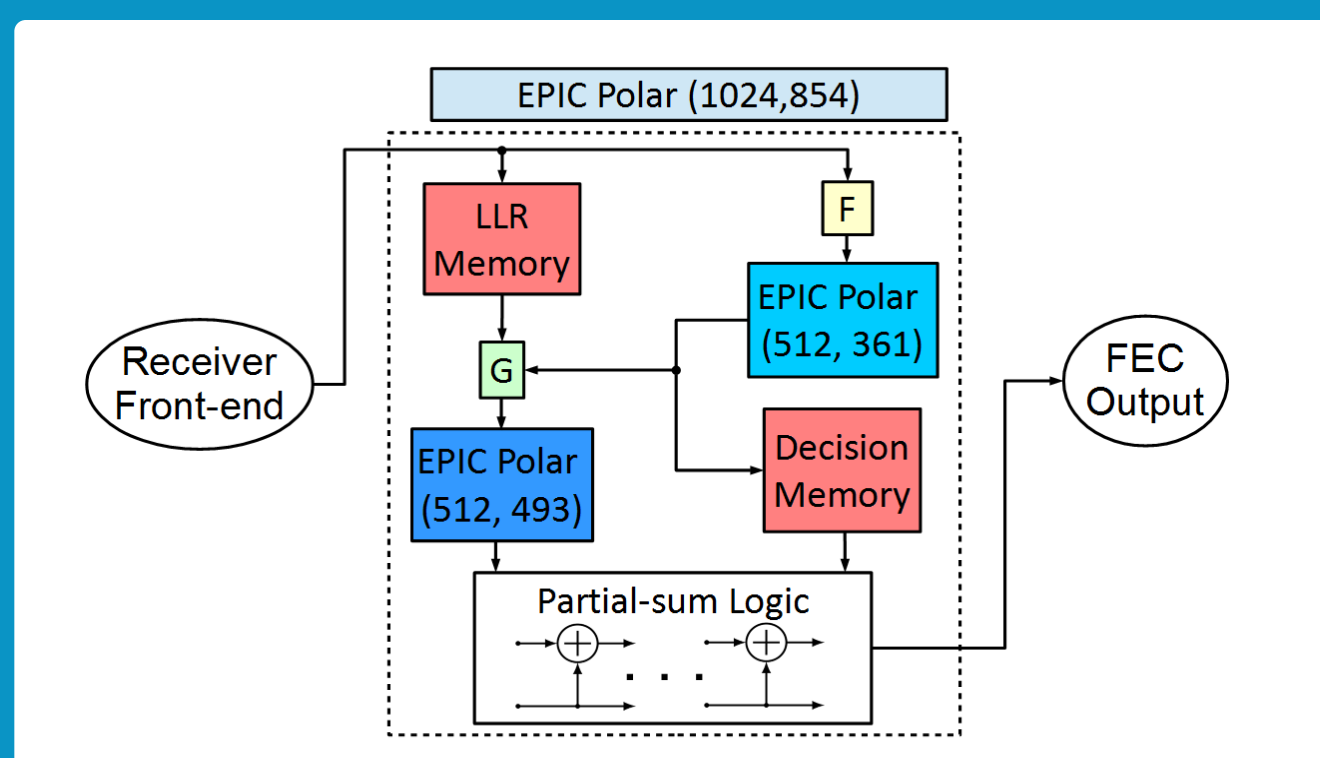 EPIC Polar (1024,854)
LLR
Memory
F
EPIC Polar
(512, 361)
Receiver
Front-end
G
FEC
Output
EPIC Polar
(512, 493)
Decision
Memory
Partial-sum Logic
. . .